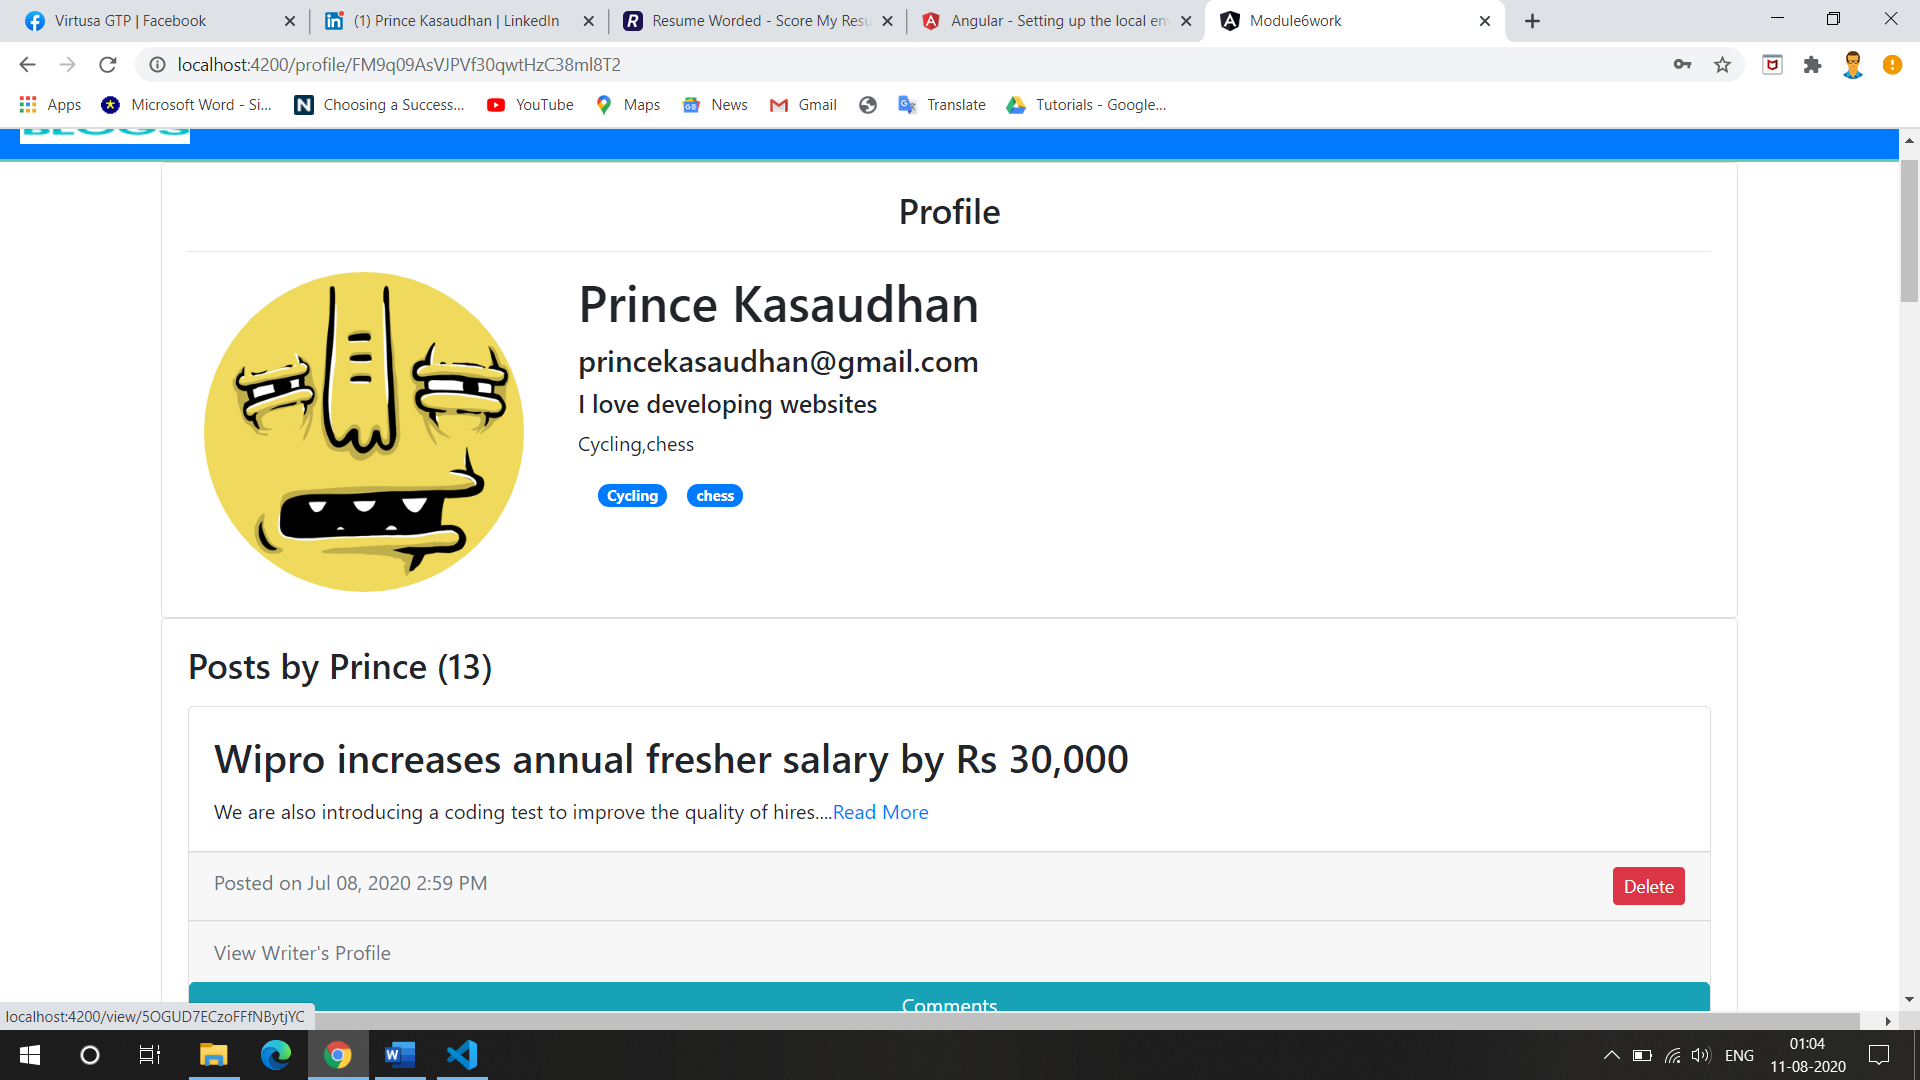 Virtusa GTP | Facebook
(1) Prince Kasaudhan | LinkedIn
Resume Worded - Score My Resu
Angular - Setting up the local en
Module6work
localhost:4200/profile/FM9q09AsVJPVf30qwtHzC38ml8T2
Apps
Microsoft Word - Si...
Choosing a Success...
YouTube
Maps
News
Gmail
Translate
Tutorials - Google...
BLOGS
Profile
Prince Kasaudhan
princekasaudhan@gmail.com
I love developing websites
Cycling,chess
Cycling chess
Posts by Prince (13)
Wipro increases annual fresher salary by Rs 30,000
We are also introducing a coding test to improve the quality of hires....Read More
Posted on Jul 08, 2020 2:59 PM
Delete
View Writer's Profile
Comments
localhost:4200/view/5OGUD7ECzoFFfNBytjYC
ENG
01:04
11-08-2020